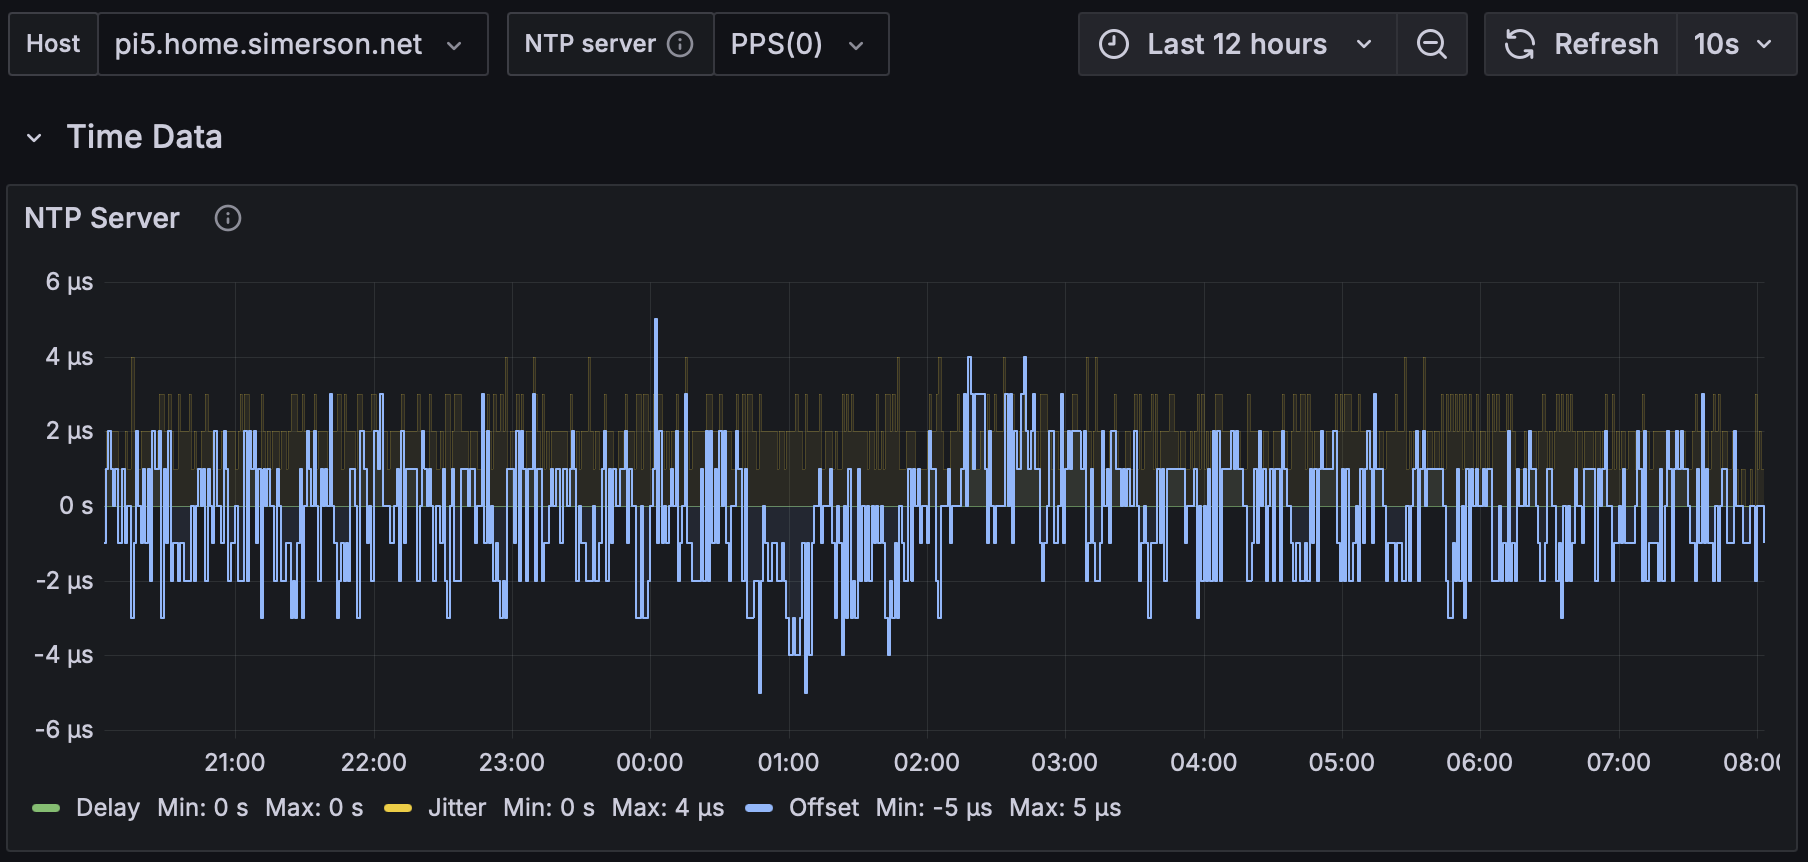 Host pi5.home.simerson.net NTP server PPS(0) Last 12 hours Refresh 10s
Time Data
NTP Server
6 µs
4 µs
2 µs
0 s
-2 µs
-4 µs
-6 µs
21:00 22:00 23:00 00:00 01:00 02:00 03:00 04:00 05:00 06:00 07:00 08:00
Delay Min: 0 s Max: 0 s Jitter Min: 0 s Max: 4 µs Offset Min: -5 µs Max: 5 µs